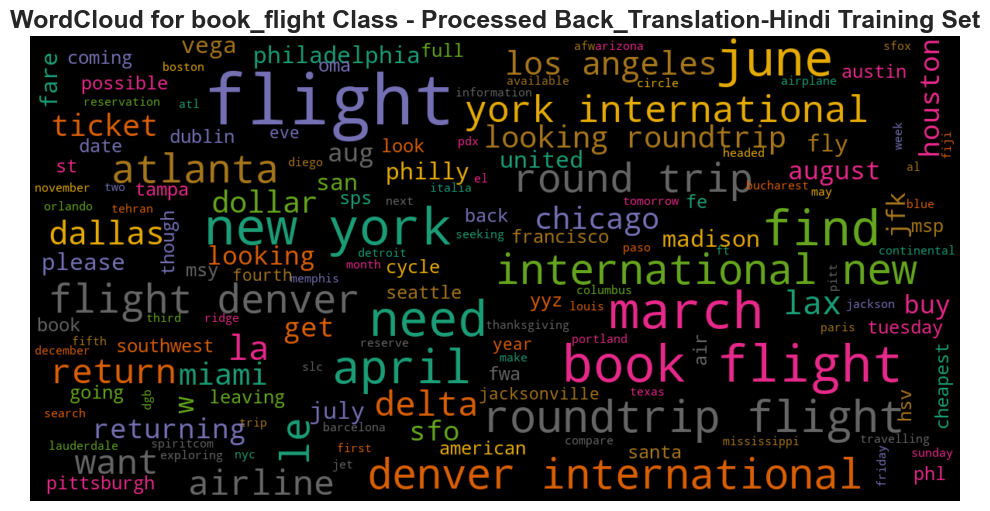 WordCloud for book_flight Class - Processed Back_Translation-Hindi Training Set
coming vega philadelphia full afw arizona sfox
boston oma los angeles june austin houston
fare possible flight available circle airplane
reservation atl information york international
ticket dublin eve look pdx looking roundtrip fly week fiji
date aug philly united headed august al
st atlanta diego san el round trip bucharest
november two tampa sps italia tomorrow may blue
orlando tehran dollar next back chicago fe jfk msp
dallas though new york seeking francisco madison find continental
please looking detroit paso ft
msy fourth month cycle international new pitt
memphis seattle columbus
flight denver yyz louis march lax jackson buy
book third ridge get need thanksgiving paris tuesday
fifth year portland air
december southwest la reserve make book flight cheapest
return miami slc april fwa texas
going w leaving jacksonville hsv
dgb july delta roundtrip flight
search returning trip barcelona sfo
lauderdale spiritcom le first american compare santa mississippi travelling
want exploring nyc jet friday sunday
pittsburgh airline denver international phl